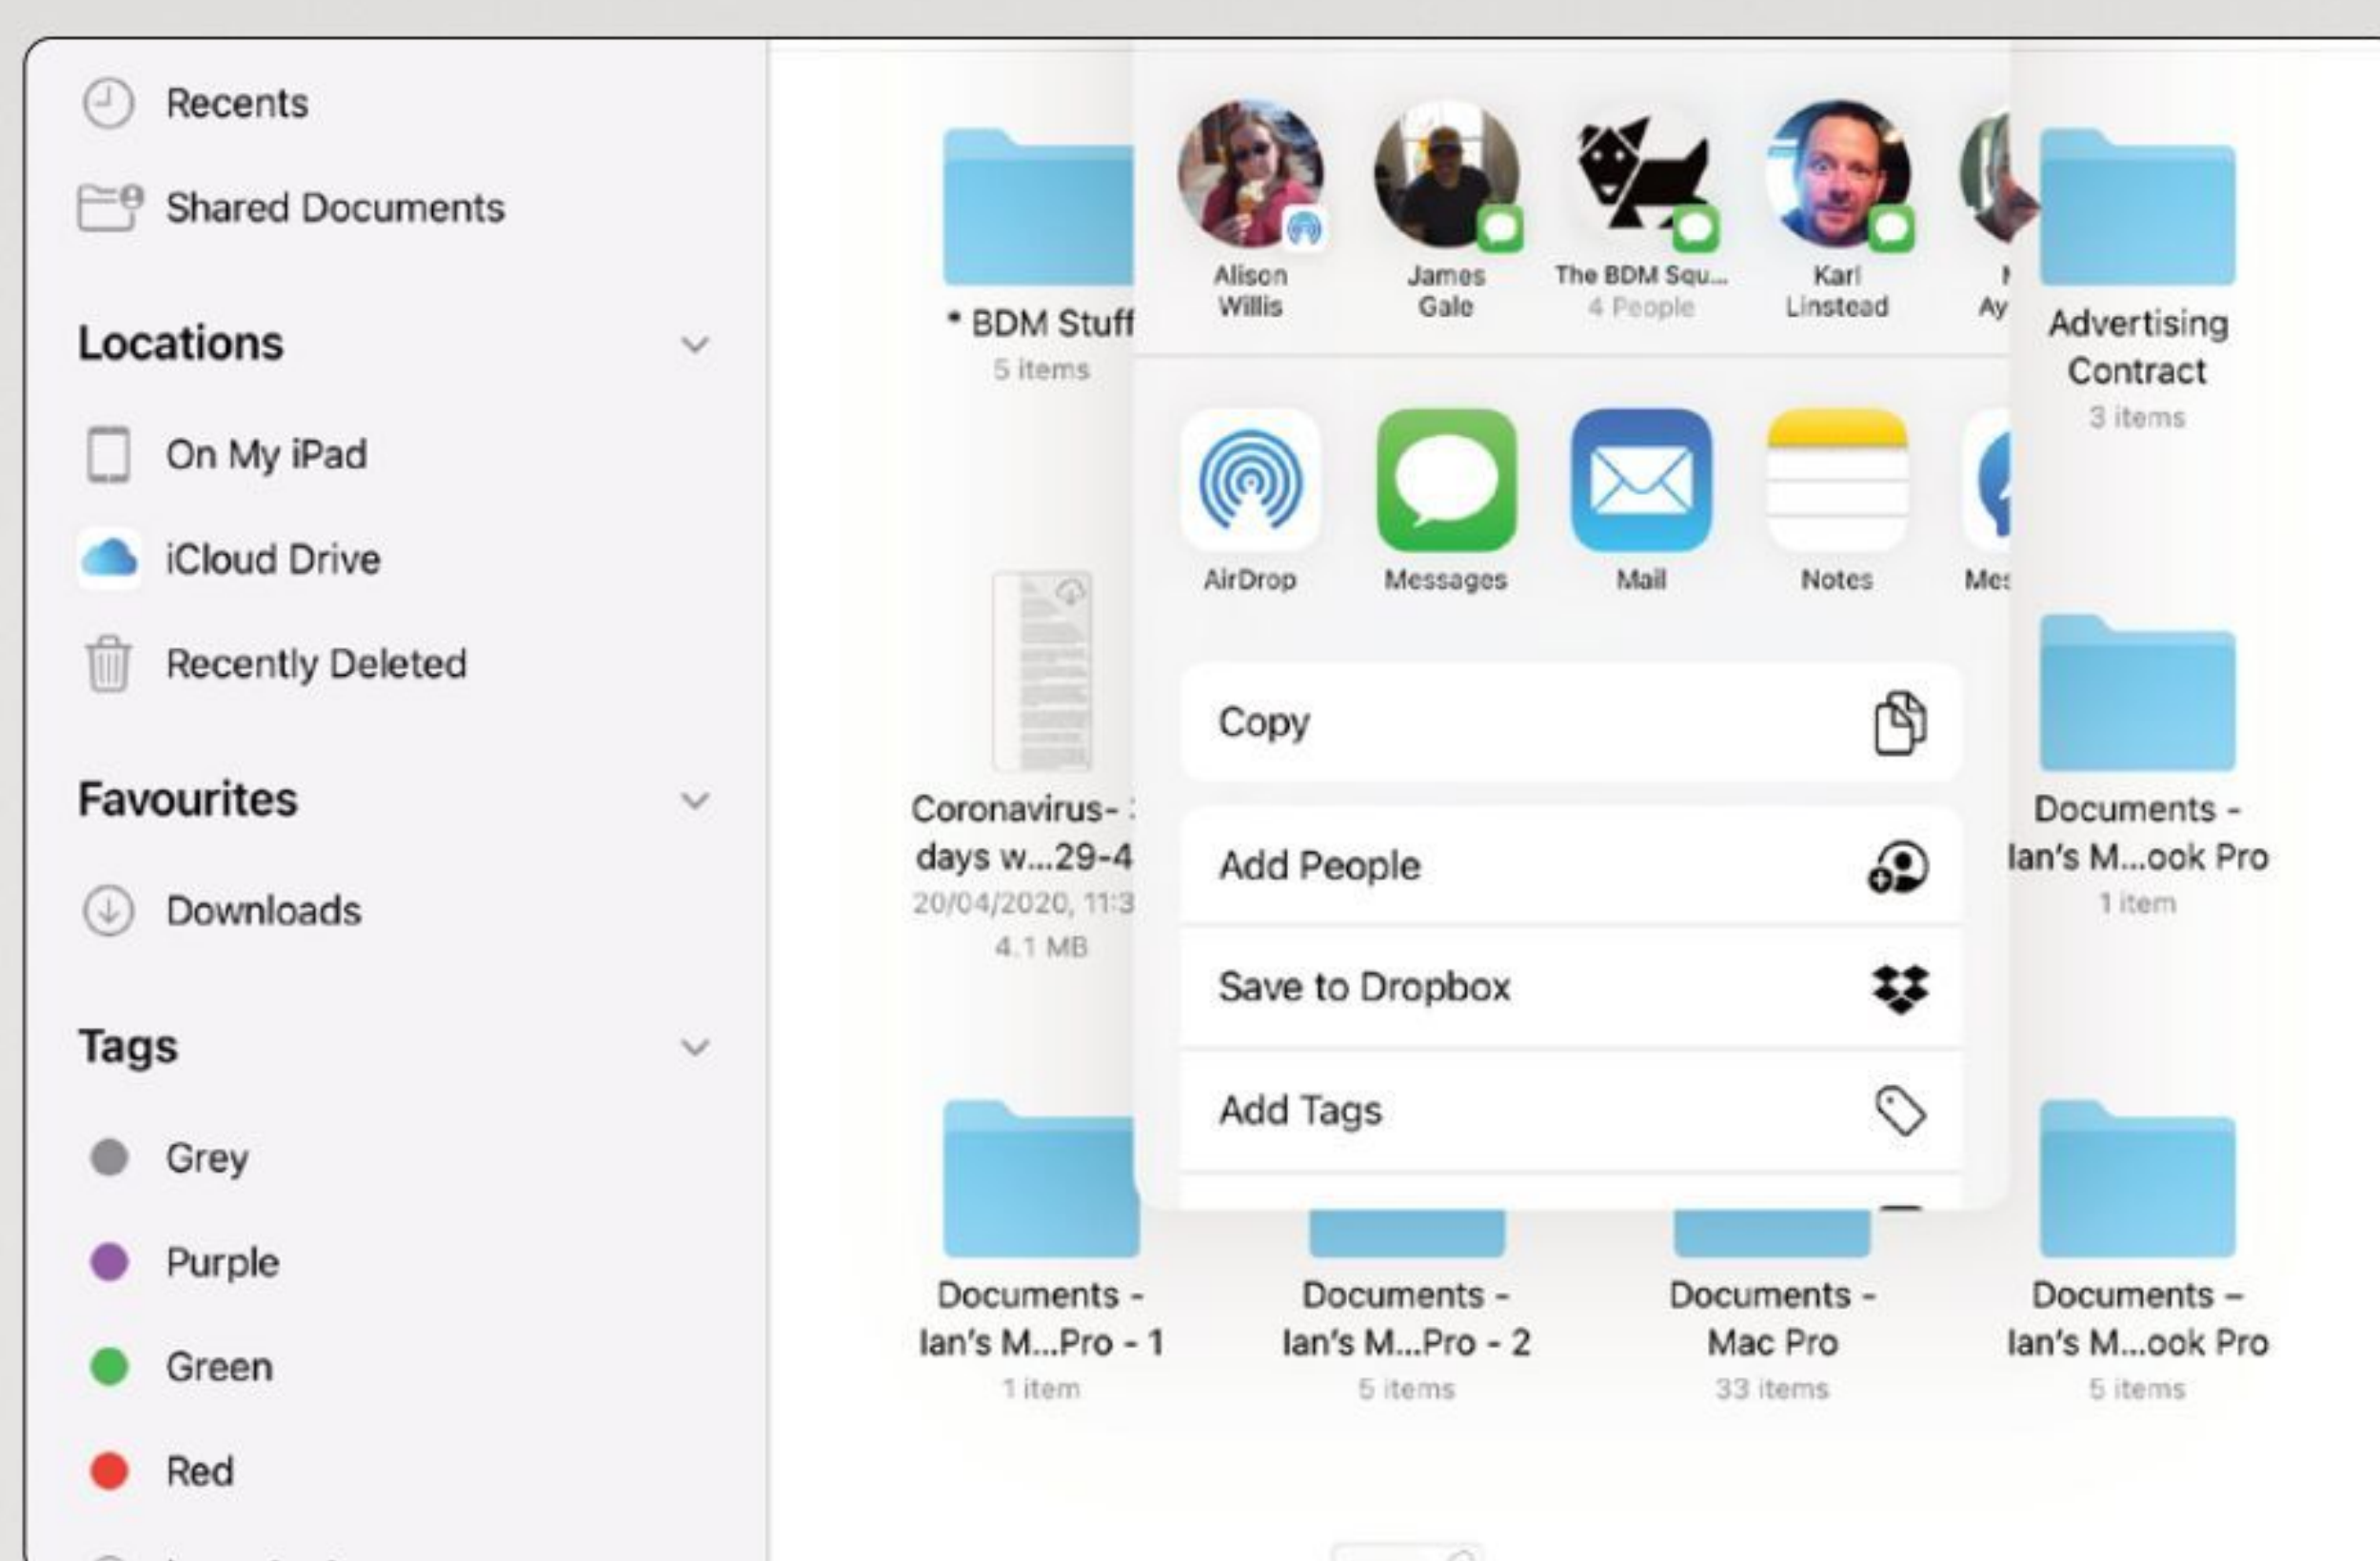 Recents
Shared Documents
Locations
On My iPad
iCloud Drive
Recently Deleted
Favourites
Downloads
Tags
Grey
Purple
Green
Red
* BDM Stuff
5 items
Coronavirus-
days w...29-4
20/04/2020, 11:3
4.1 MB
Documents -
Ian's M...Pro - 1
1 item
Alison
Willis
James
Gale
The BDM Squ...
4 People
Karl
Linstead
Ay
AirDrop
Messages
Mail
Notes
Mes
Copy
Add People
Save to Dropbox
Add Tags
Documents -
Ian's M...Pro - 2
5 items
Documents -
Mac Pro
33 items
Advertising
Contract
3 items
Documents -
Ian's M...ook Pro
1 item
Documents –
Ian's M...ook Pro
5 items